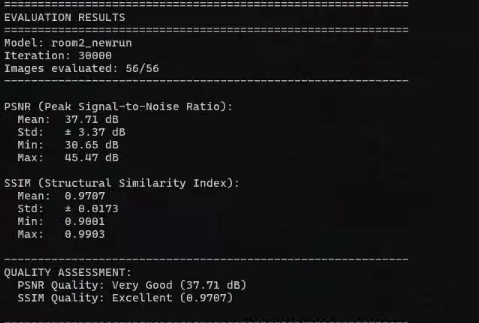 ================================================================
EVALUATION RESULTS
================================================================
Model: room2_newrun
Iteration: 30000
Images evaluated: 56/56
----------------------------------------------------------------
PSNR (Peak Signal-to-Noise Ratio):
Mean: 37.71 dB
Std: ± 3.37 dB
Min: 30.65 dB
Max: 45.47 dB
SSIM (Structural Similarity Index):
Mean: 0.9707
Std: ± 0.0173
Min: 0.9001
Max: 0.9903
----------------------------------------------------------------
QUALITY ASSESSMENT:
PSNR Quality: Very Good (37.71 dB)
SSIM Quality: Excellent (0.9707)